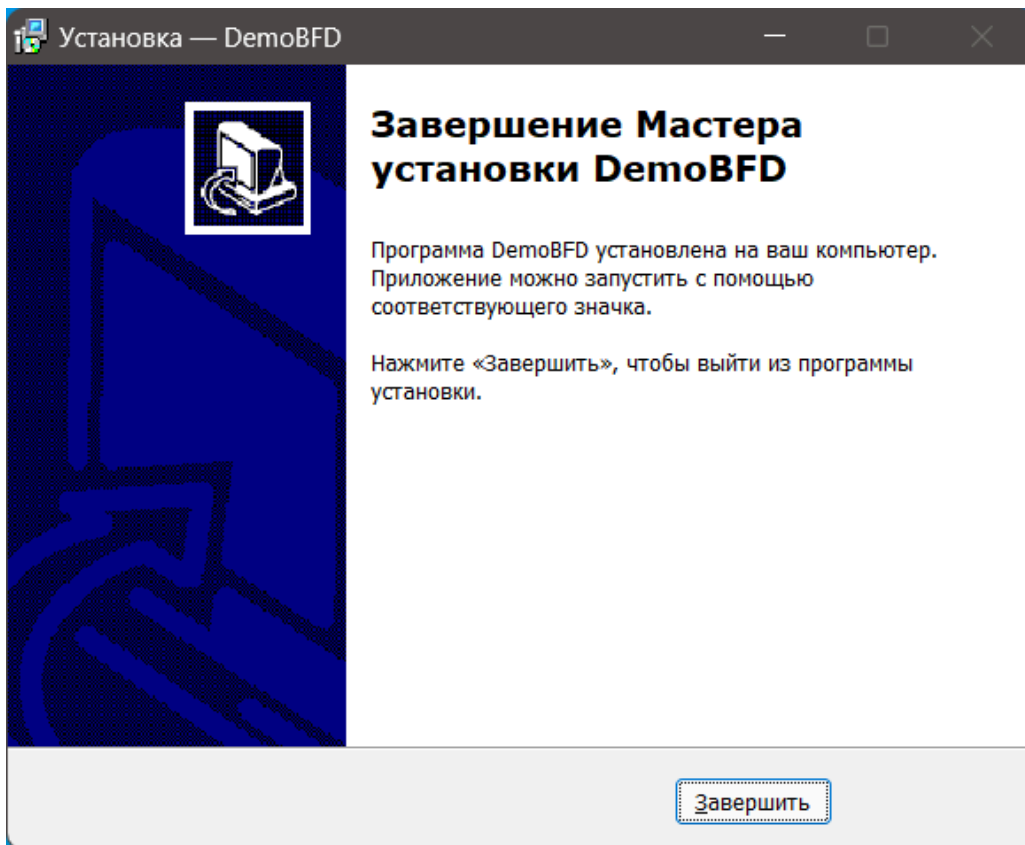 Установка — DemoBFD
Завершение Мастера
установки DemoBFD
Программа DemoBFD установлена на ваш компьютер.
Приложение можно запустить с помощью
соответствующего значка.
Нажмите «Завершить», чтобы выйти из программы
установки.
Завершить